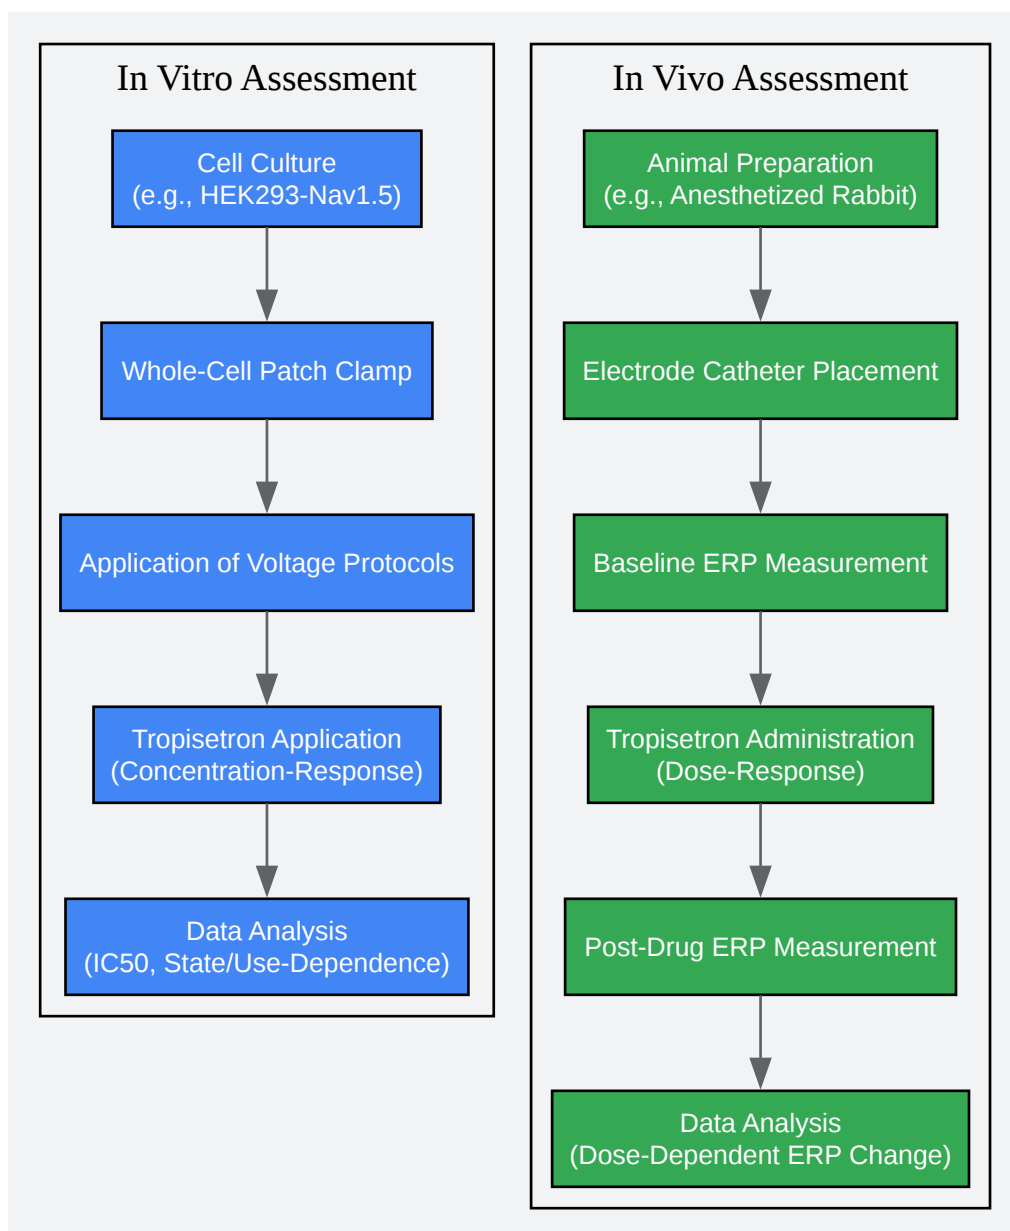 In Vitro Assessment
Cell Culture
(e.g., HEK293-Nav1.5)
Whole-Cell Patch Clamp
Application of Voltage Protocols
Tropisetron Application
(Concentration-Response)
Data Analysis
(IC50, State/Use-Dependence)
In Vivo Assessment
Animal Preparation
(e.g., Anesthetized Rabbit)
Electrode Catheter Placement
Baseline ERP Measurement
Tropisetron Administration
(Dose-Response)
Post-Drug ERP Measurement
Data Analysis
(Dose-Dependent ERP Change)